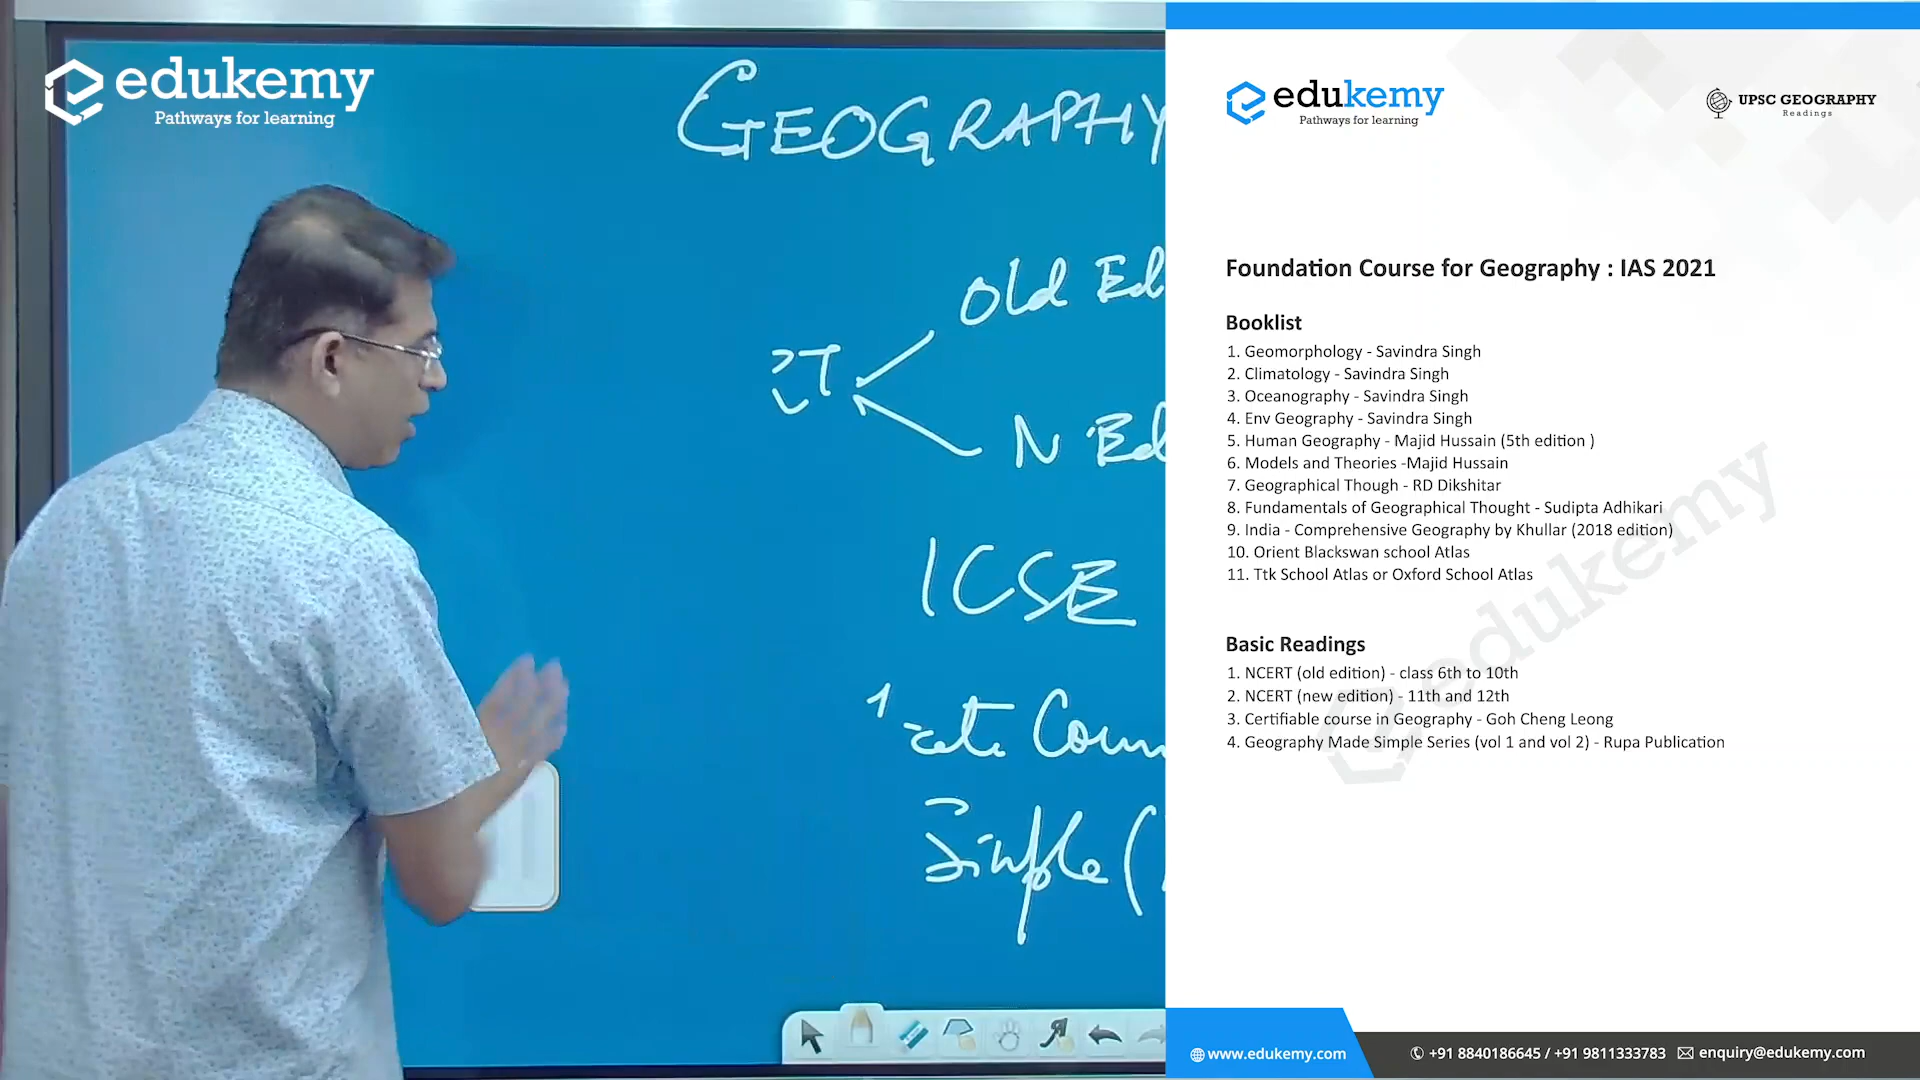 edukemy
Pathways for learning
GEOGRAPHY
Old Ed
N Ed
ICSE
Simple (
edukemy
Pathways for learning
UPSC GEOGRAPHY
Readings
Foundation Course for Geography : IAS 2021
Booklist
1. Geomorphology - Savindra Singh
2. Climatology - Savindra Singh
3. Oceanography - Savindra Singh
4. Env Geography - Savindra Singh
5. Human Geography - Majid Hussain (5th edition )
6. Models and Theories -Majid Hussain
7. Geographical Though - RD Dikshitar
8. Fundamentals of Geographical Thought - Sudipta Adhikari
9. India - Comprehensive Geography by Khullar (2018 edition)
10. Orient Blackswan school Atlas
11. Ttk School Atlas or Oxford School Atlas
Basic Readings
1. NCERT (old edition) - class 6th to 10th
2. NCERT (new edition) - 11th and 12th
3. Certifiable course in Geography - Goh Cheng Leong
4. Geography Made Simple Series (vol 1 and vol 2) - Rupa Publication
edukemy
www.edukemy.com
+91 8840186645 / +91 9811333783
enquiry@edukemy.com